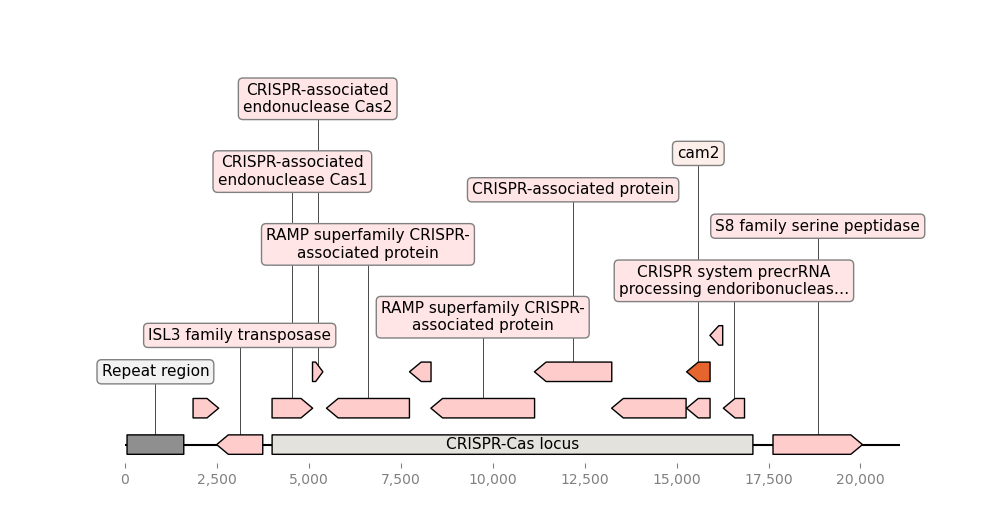 CRISPR-associated
endonuclease Cas2
cam2
CRISPR-associated
endonuclease Cas1
CRISPR-associated protein
S8 family serine peptidase
RAMP superfamily CRISPR-
associated protein
CRISPR system precrRNA
processing endoribonucleas…
RAMP superfamily CRISPR-
associated protein
ISL3 family transposase
Repeat region
CRISPR-Cas locus
0 2,500 5,000 7,500 10,000 12,500 15,000 17,500 20,000